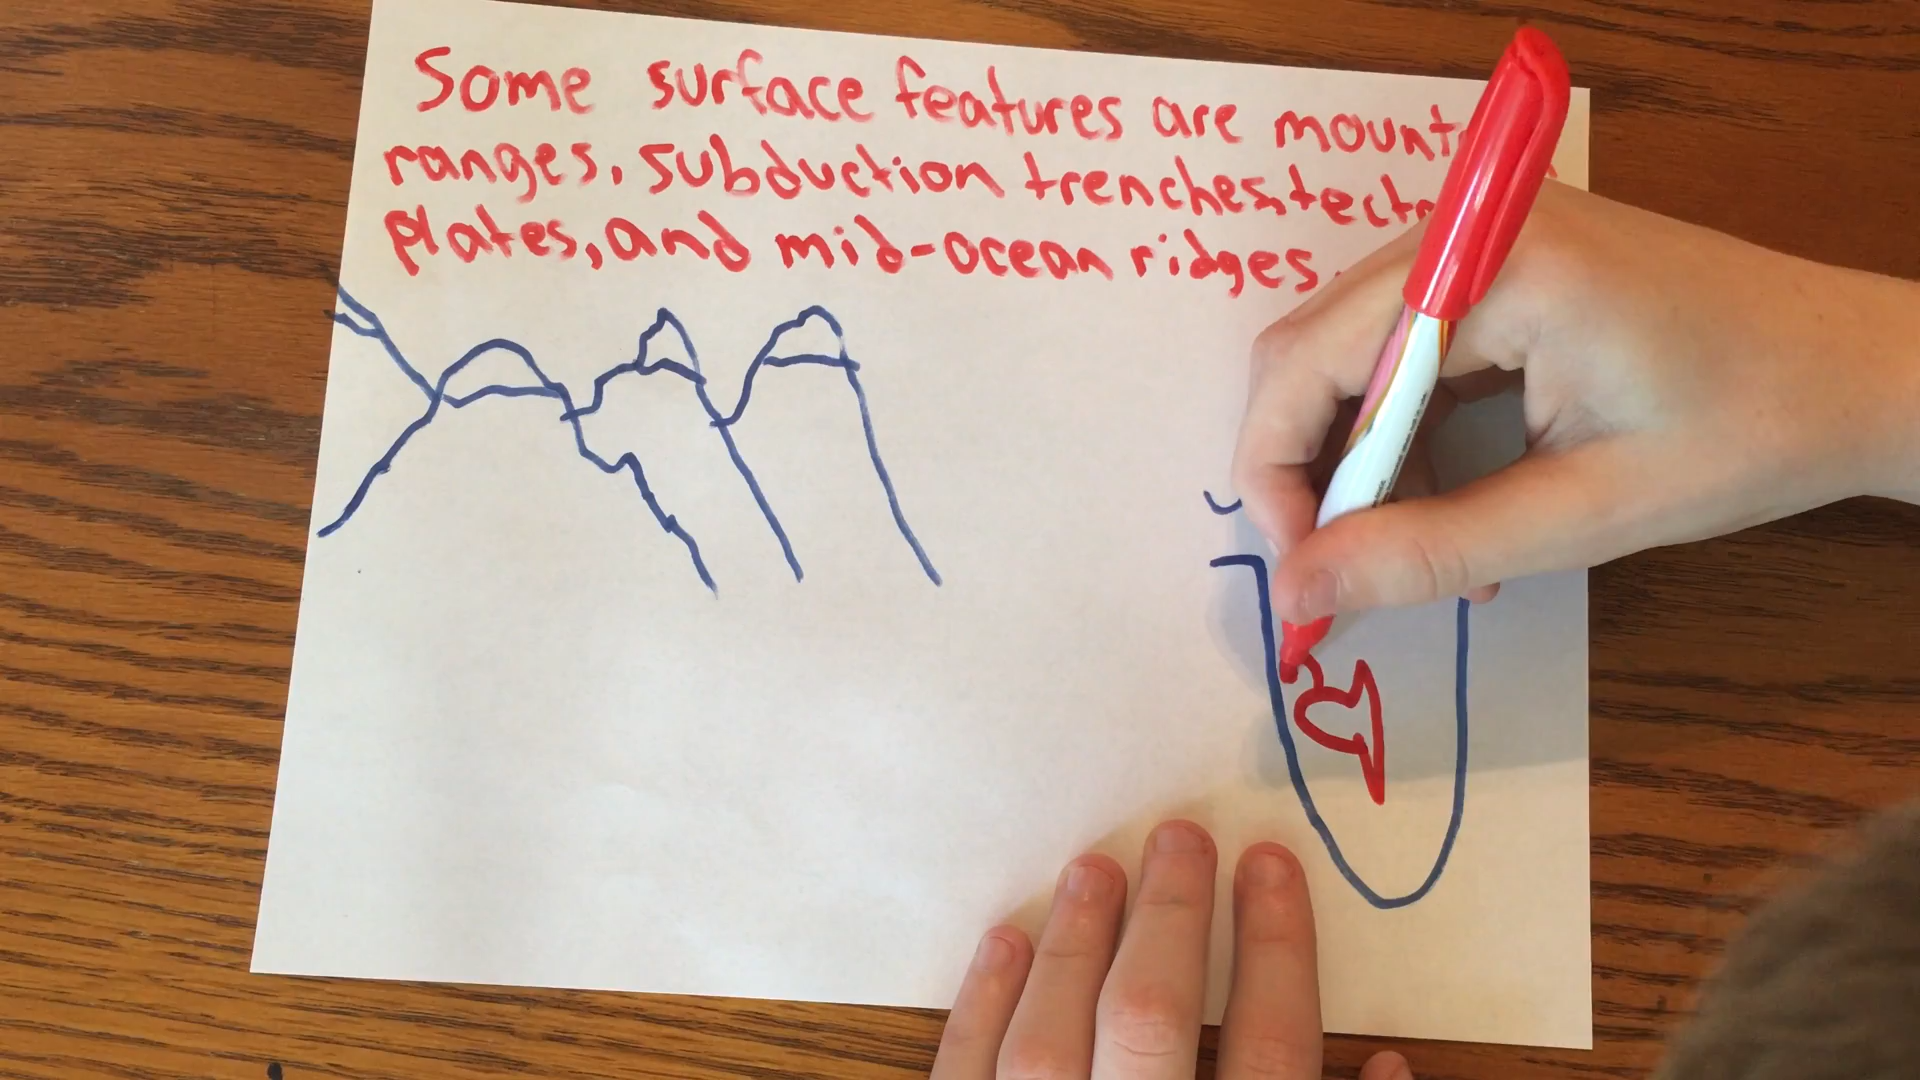 Some surface features are mount
ranges, subduction trenches, tecto
plates, and mid-ocean ridges.